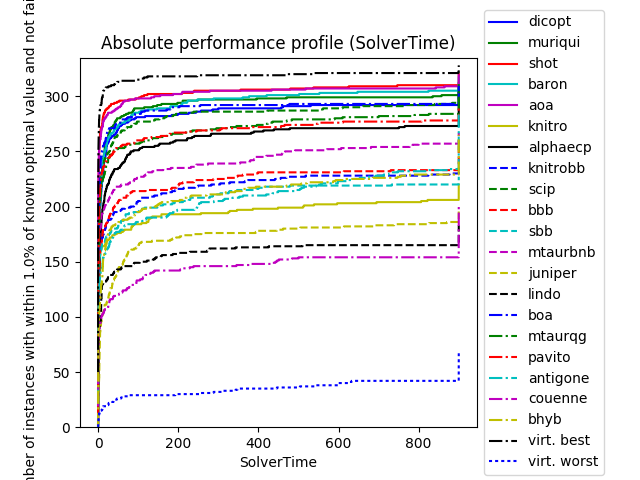 Absolute performance profile (SolverTime)
of instances with within 1.0% of known optimal value and not
300
250
200
150
100
50
0
0 200 400 600 800
SolverTime
dicopt
muriqui
shot
baron
aoa
knitro
alphaecp
knitrobb
scip
bbb
sbb
mtaurbnb
juniper
lindo
boa
mtaurqg
pavito
antigone
couenne
bhyb
virt. best
virt. worst